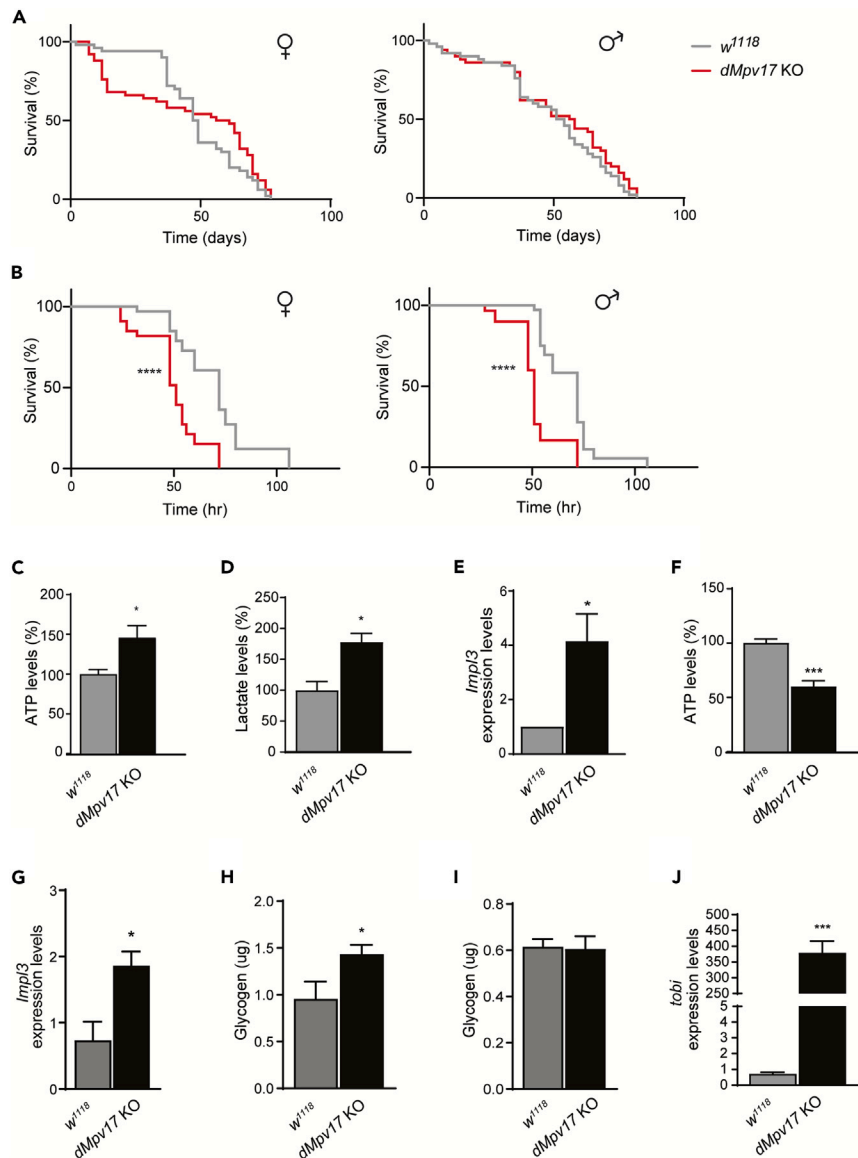 A
♀
♂
w1118
dMpv17 KO
Survival (%)
100
50
0
0
50
100
Time (days)
Survival (%)
100
50
0
0
50
100
Time (days)
B
♀
♂
Survival (%)
100
50
0
****
0
50
100
Time (hr)
Survival (%)
100
50
0
****
0
50
100
Time (hr)
C
ATP levels (%)
200
150
100
50
0
*
w1118
dMpv17 KO
D
Lactate levels (%)
250
200
150
100
50
0
*
w1118
dMpv17 KO
E
Impl3
expression levels
6
4
2
0
*
w1118
dMpv17 KO
F
ATP levels (%)
150
100
50
0
***
w1118
dMpv17 KO
G
Impl3
expression levels
3
2
1
0
*
w1118
dMpv17 KO
H
Glycogen (ug)
2.0
1.5
1.0
0.5
0.0
*
w1118
dMpv17 KO
I
Glycogen (ug)
0.8
0.6
0.4
0.2
0.0
w1118
dMpv17 KO
J
tobi
expression levels
500
450
400
350
300
250
5
4
3
2
1
0
***
w1118
dMpv17 KO